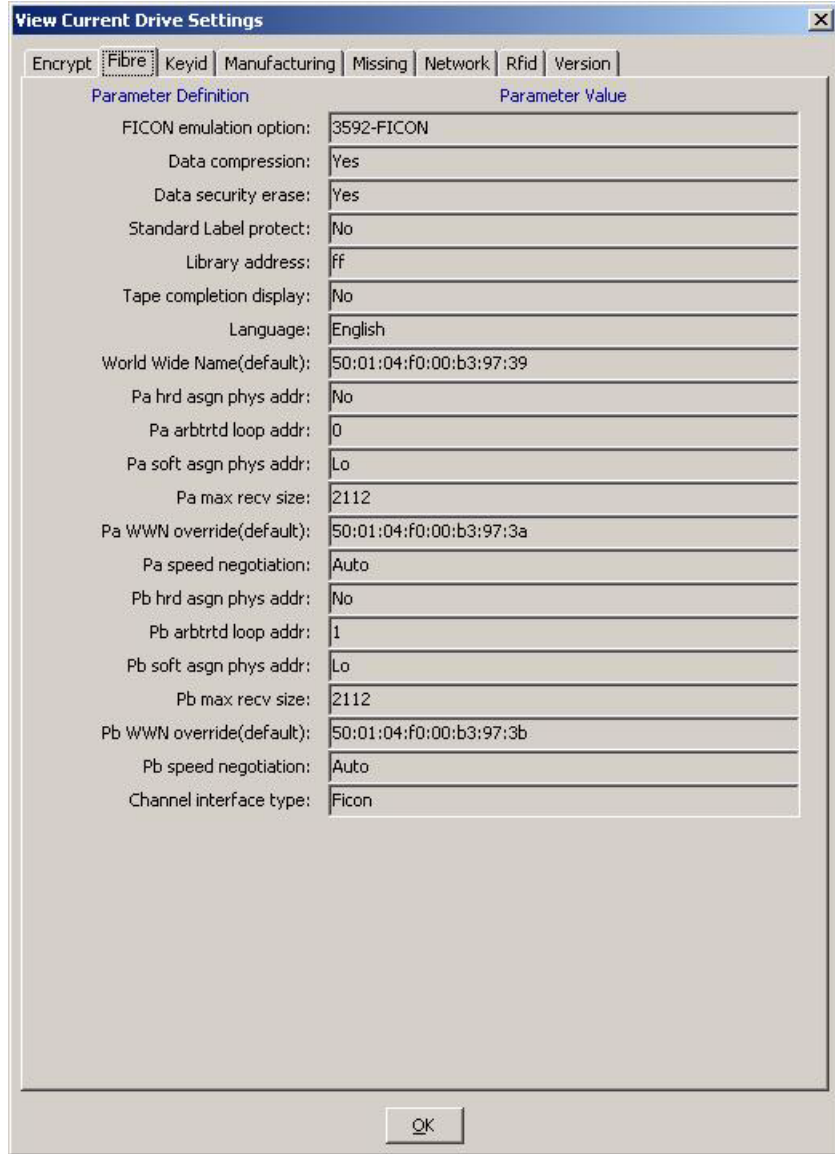 View Current Drive Settings
Encrypt Fibre Keyid Manufacturing Missing Network Rfid Version
Parameter Definition Parameter Value
FICON emulation option: 3592-FICON
Data compression: Yes
Data security erase: Yes
Standard Label protect: No
Library address: ff
Tape completion display: No
Language: English
World Wide Name(default): 50:01:04:f0:00:b3:97:39
Pa hrd asgn phys addr: No
Pa arbtrtd loop addr: 0
Pa soft asgn phys addr: Lo
Pa max recv size: 2112
Pa WWN override(default): 50:01:04:f0:00:b3:97:3a
Pa speed negotiation: Auto
Pb hrd asgn phys addr: No
Pb arbtrtd loop addr: 1
Pb soft asgn phys addr: Lo
Pb max recv size: 2112
Pb WWN override(default): 50:01:04:f0:00:b3:97:3b
Pb speed negotiation: Auto
Channel interface type: Ficon
OK